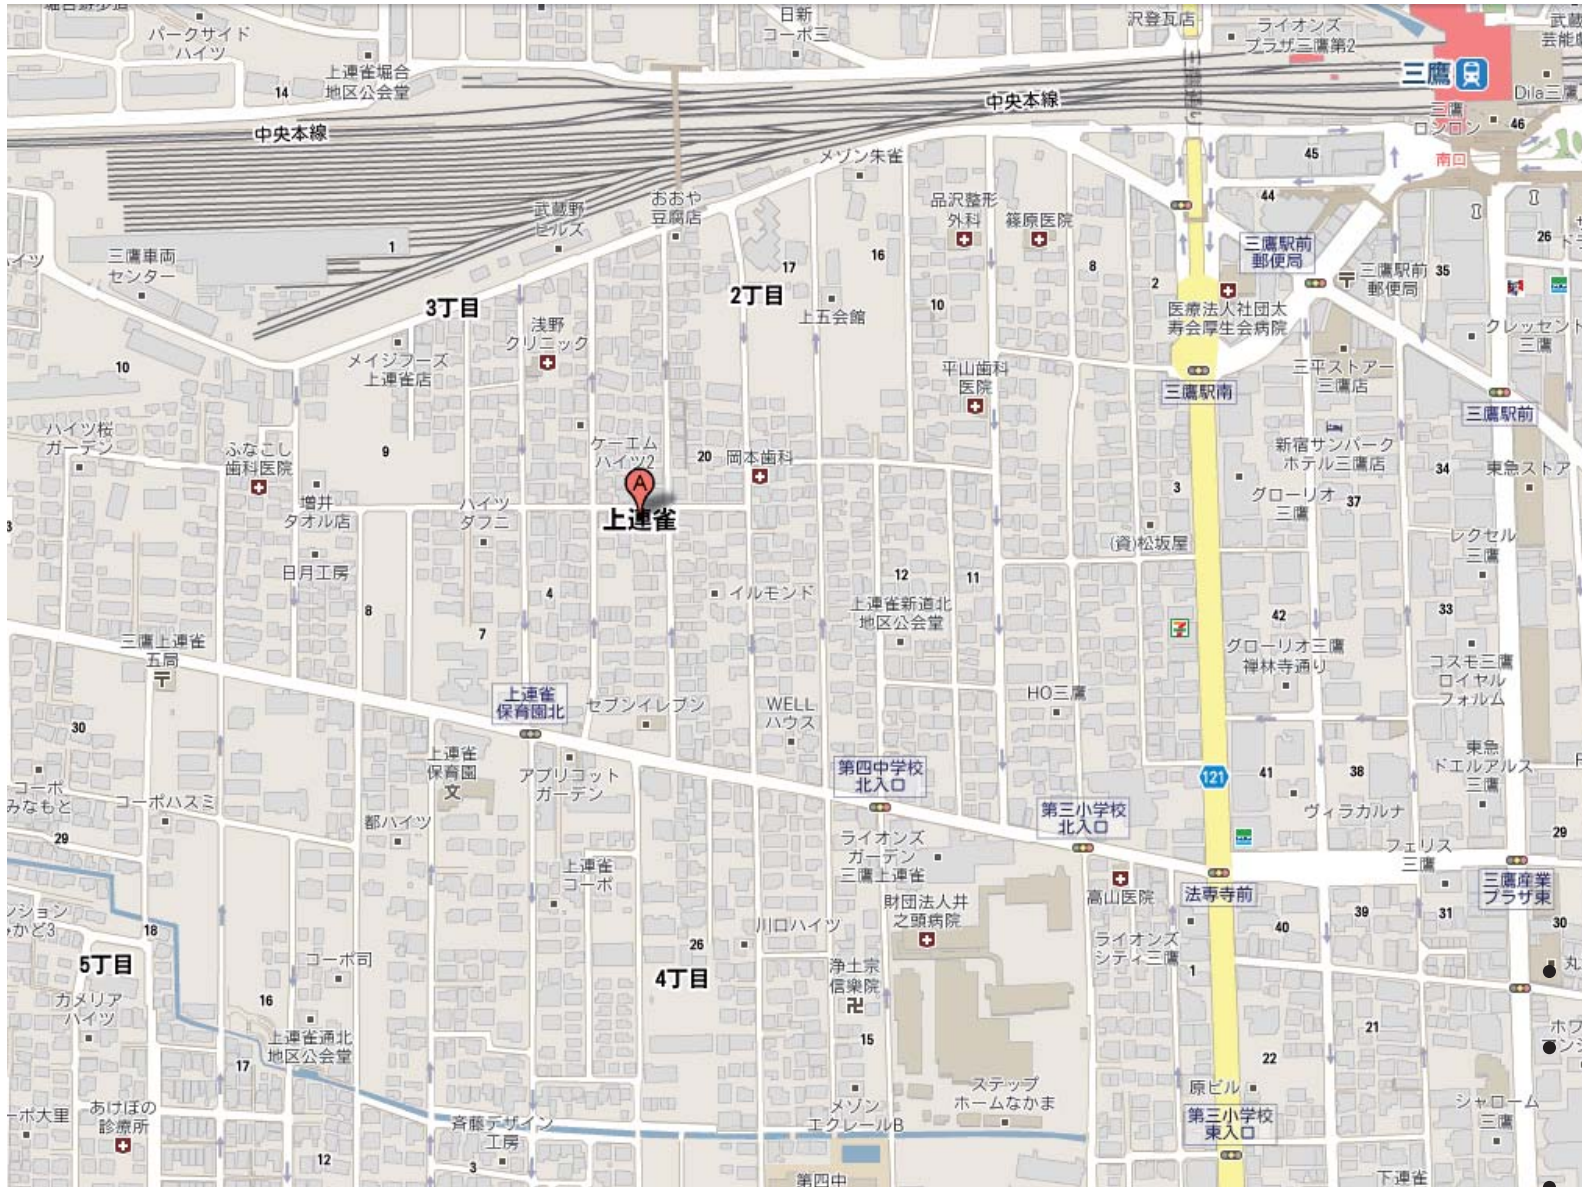 パークサイド
ハイツ
上連雀堀合
地区公会堂
14
中央本線
日新
コーポ三
沢登瓦店
ライオンズ
プラザ三鷹第2
中央本線
三鷹
Dila三鷹
三鷹
ロンロン
46
南口
45
44
メゾン朱雀
おおや
豆腐店
武蔵野
ヒルズ
三鷹車両
センター
1
3丁目
2丁目
17
16
上五会館
品沢整形
外科
篠原医院
8
10
2
三鷹駅前
郵便局
三鷹駅前
郵便局
35
26
医療法人社団太
寿会厚生会病院
クレッセント
三鷹
浅野
クリニック
メイジフーズ
上連雀店
10
平山歯科
医院
三鷹駅南
三平ストアー
三鷹店
三鷹駅前
ハイツ桜
ガーデン
ふなこし
歯科医院
9
ケーエム
ハイツ2
20
岡本歯科
新宿サンパーク
ホテル三鷹店
34
東急ストア
増井
タオル店
ハイツ
ダフニ
A
上連雀
3
グローリオ
三鷹
37
(資)松坂屋
レクセル
三鷹
日月工房
8
4
7
イルモンド
12
11
上連雀新道北
地区公会堂
42
33
グローリオ三鷹
禅林寺通り
コスモ三鷹
ロイヤル
フォルム
三鷹上連雀
五局
30
上連雀
保育園北
セブンイレブン
WELL
ハウス
HO三鷹
上連雀
保育園
文
アプリコット
ガーデン
第四中学校
北入口
121
41
38
東急
ドエルアルス
三鷹
コーポ
みなもと
コーポハスミ
29
都ハイツ
第三小学校
北入口
ヴィラカルナ
29
ライオンズ
ガーデン
三鷹上連雀
フェリス
三鷹
上連雀
コーポ
財団法人井
之頭病院
高山医院
法専寺前
三鷹産業
プラザ東
18
5丁目
川口ハイツ
26
4丁目
39
31
40
30
ライオンズ
シティ三鷹
1
コーポ司
浄土宗
信樂院
カメリア
ハイツ
16
上連雀通北
地区公会堂
17
15
21
22
ステップ
ホームなかま
原ビル
シャローム
三鷹
あけぼの
診療所
斉藤デザイン
工房
メゾン
エクレールB
第三小学校
東入口
12
3
第四中
下連雀